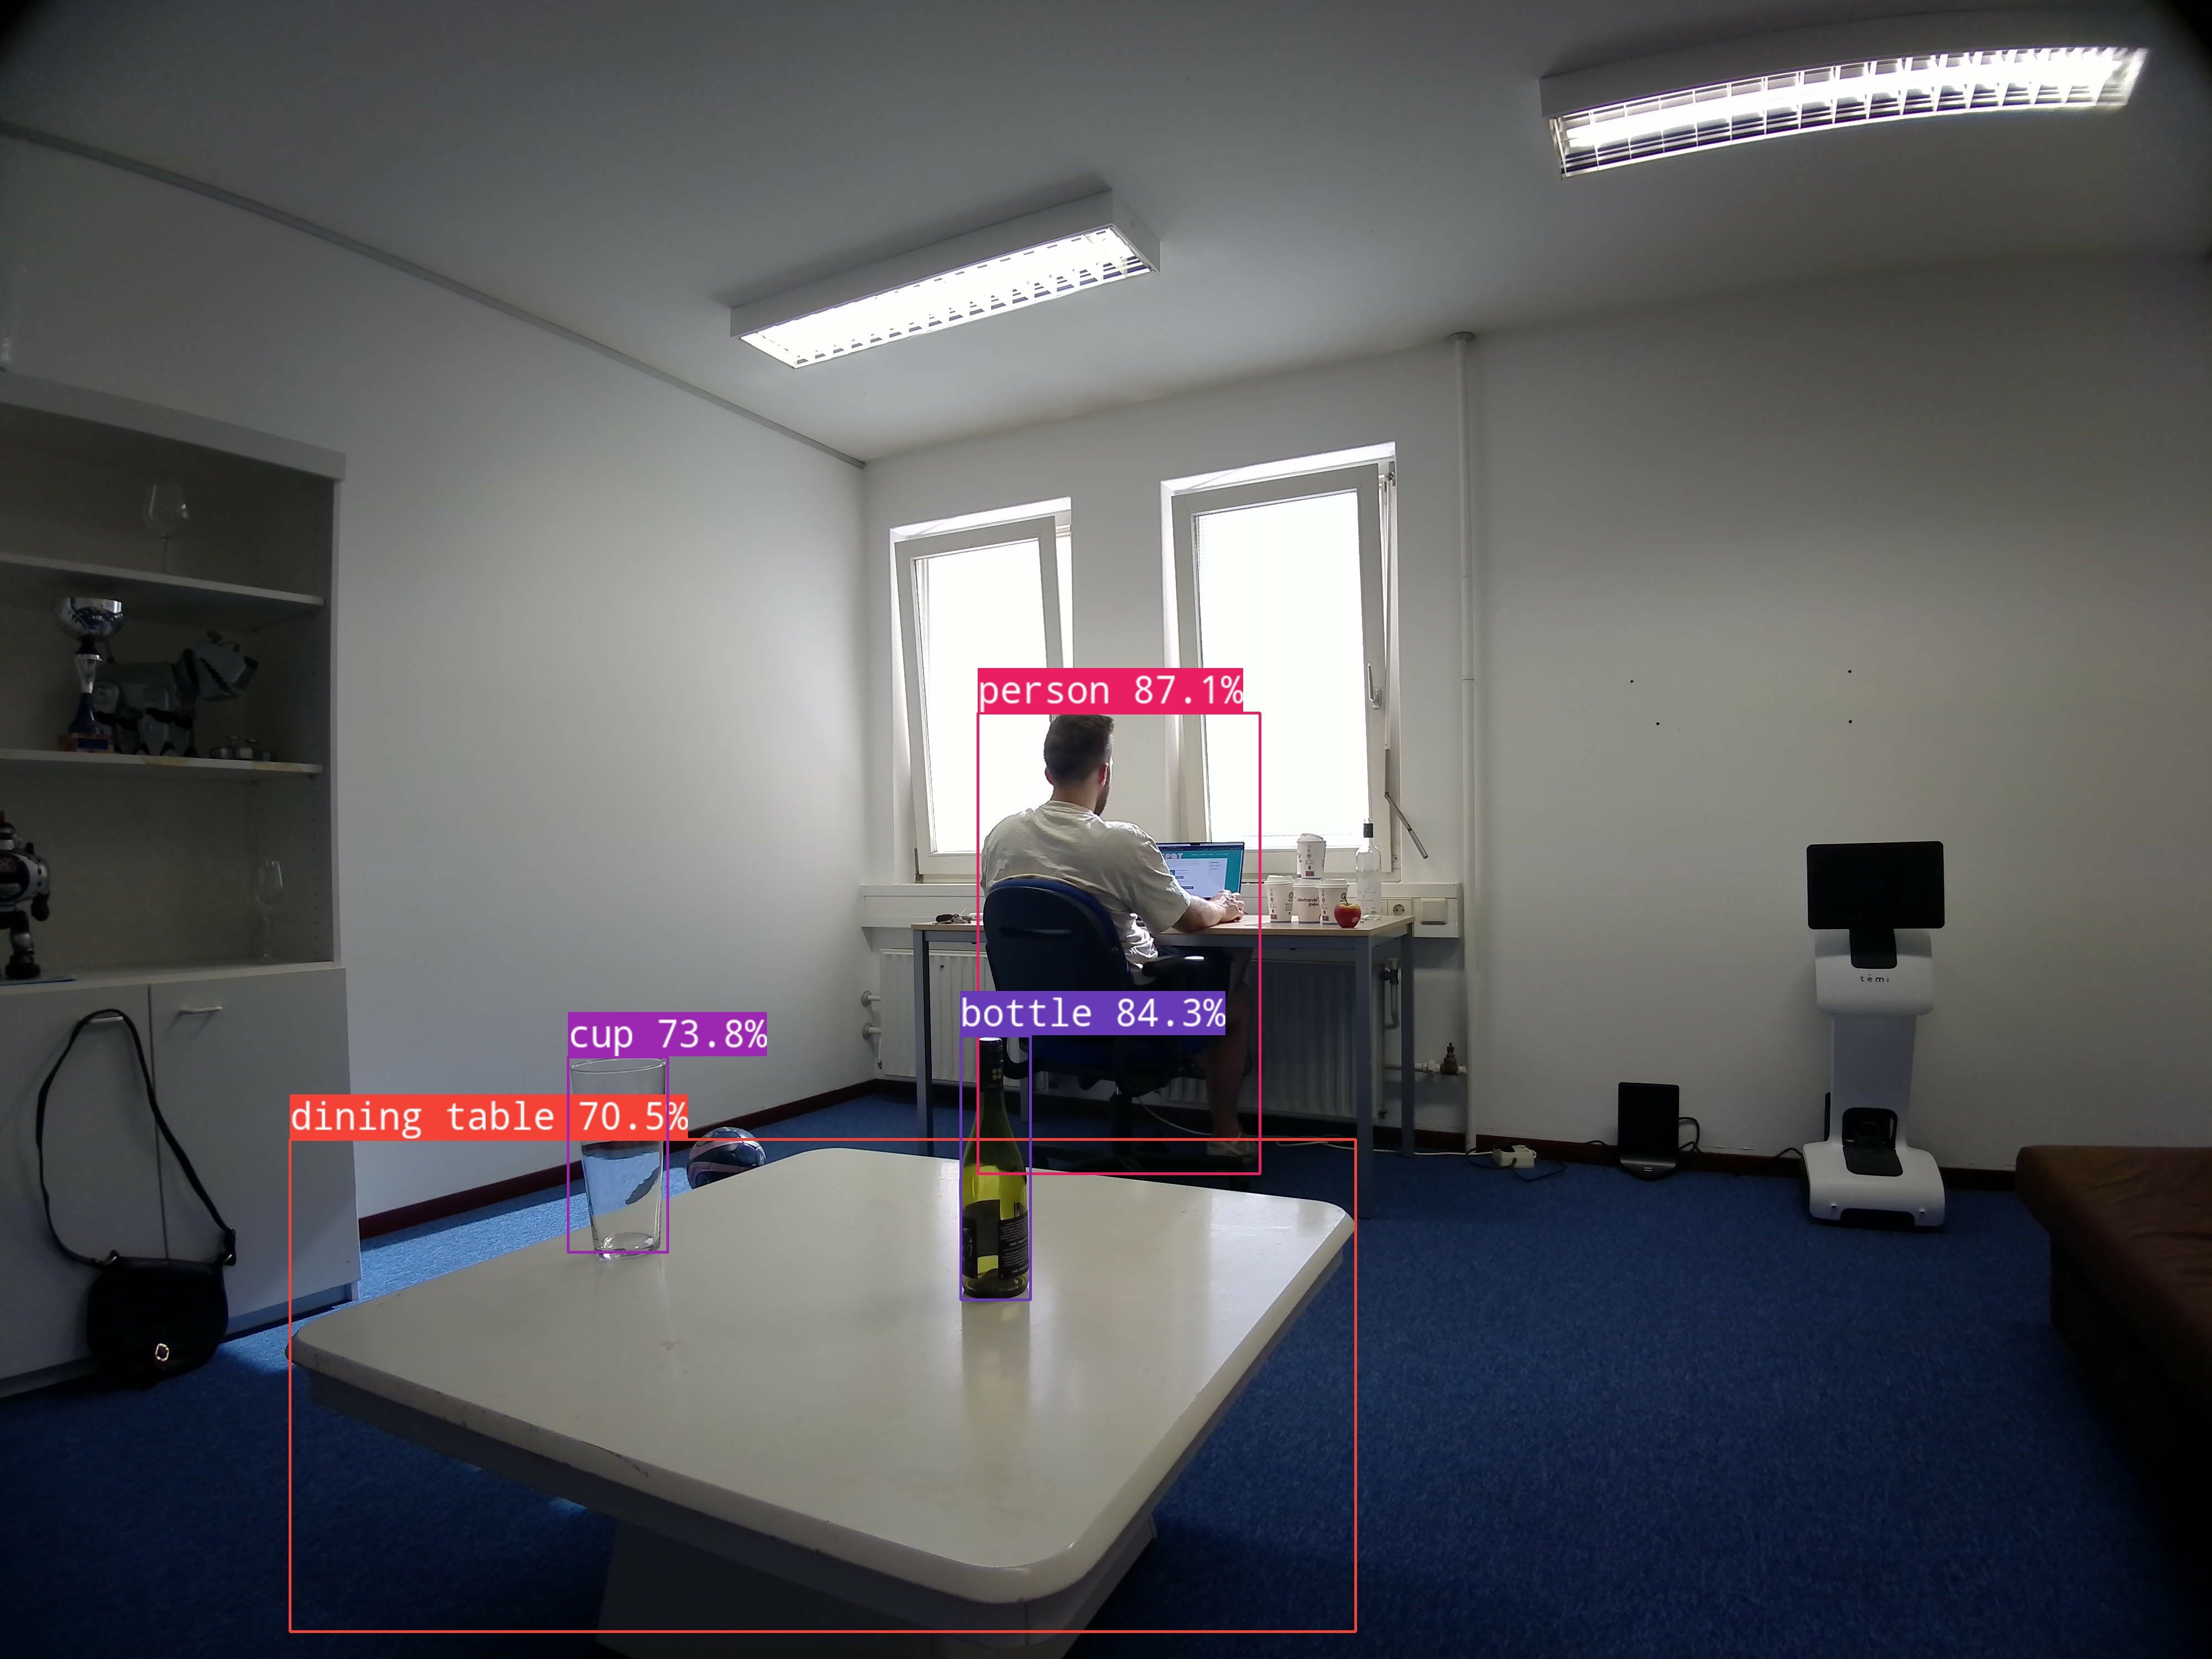 person 87.1%
bottle 84.3%
cup 73.8%
dining table 70.5%
temi